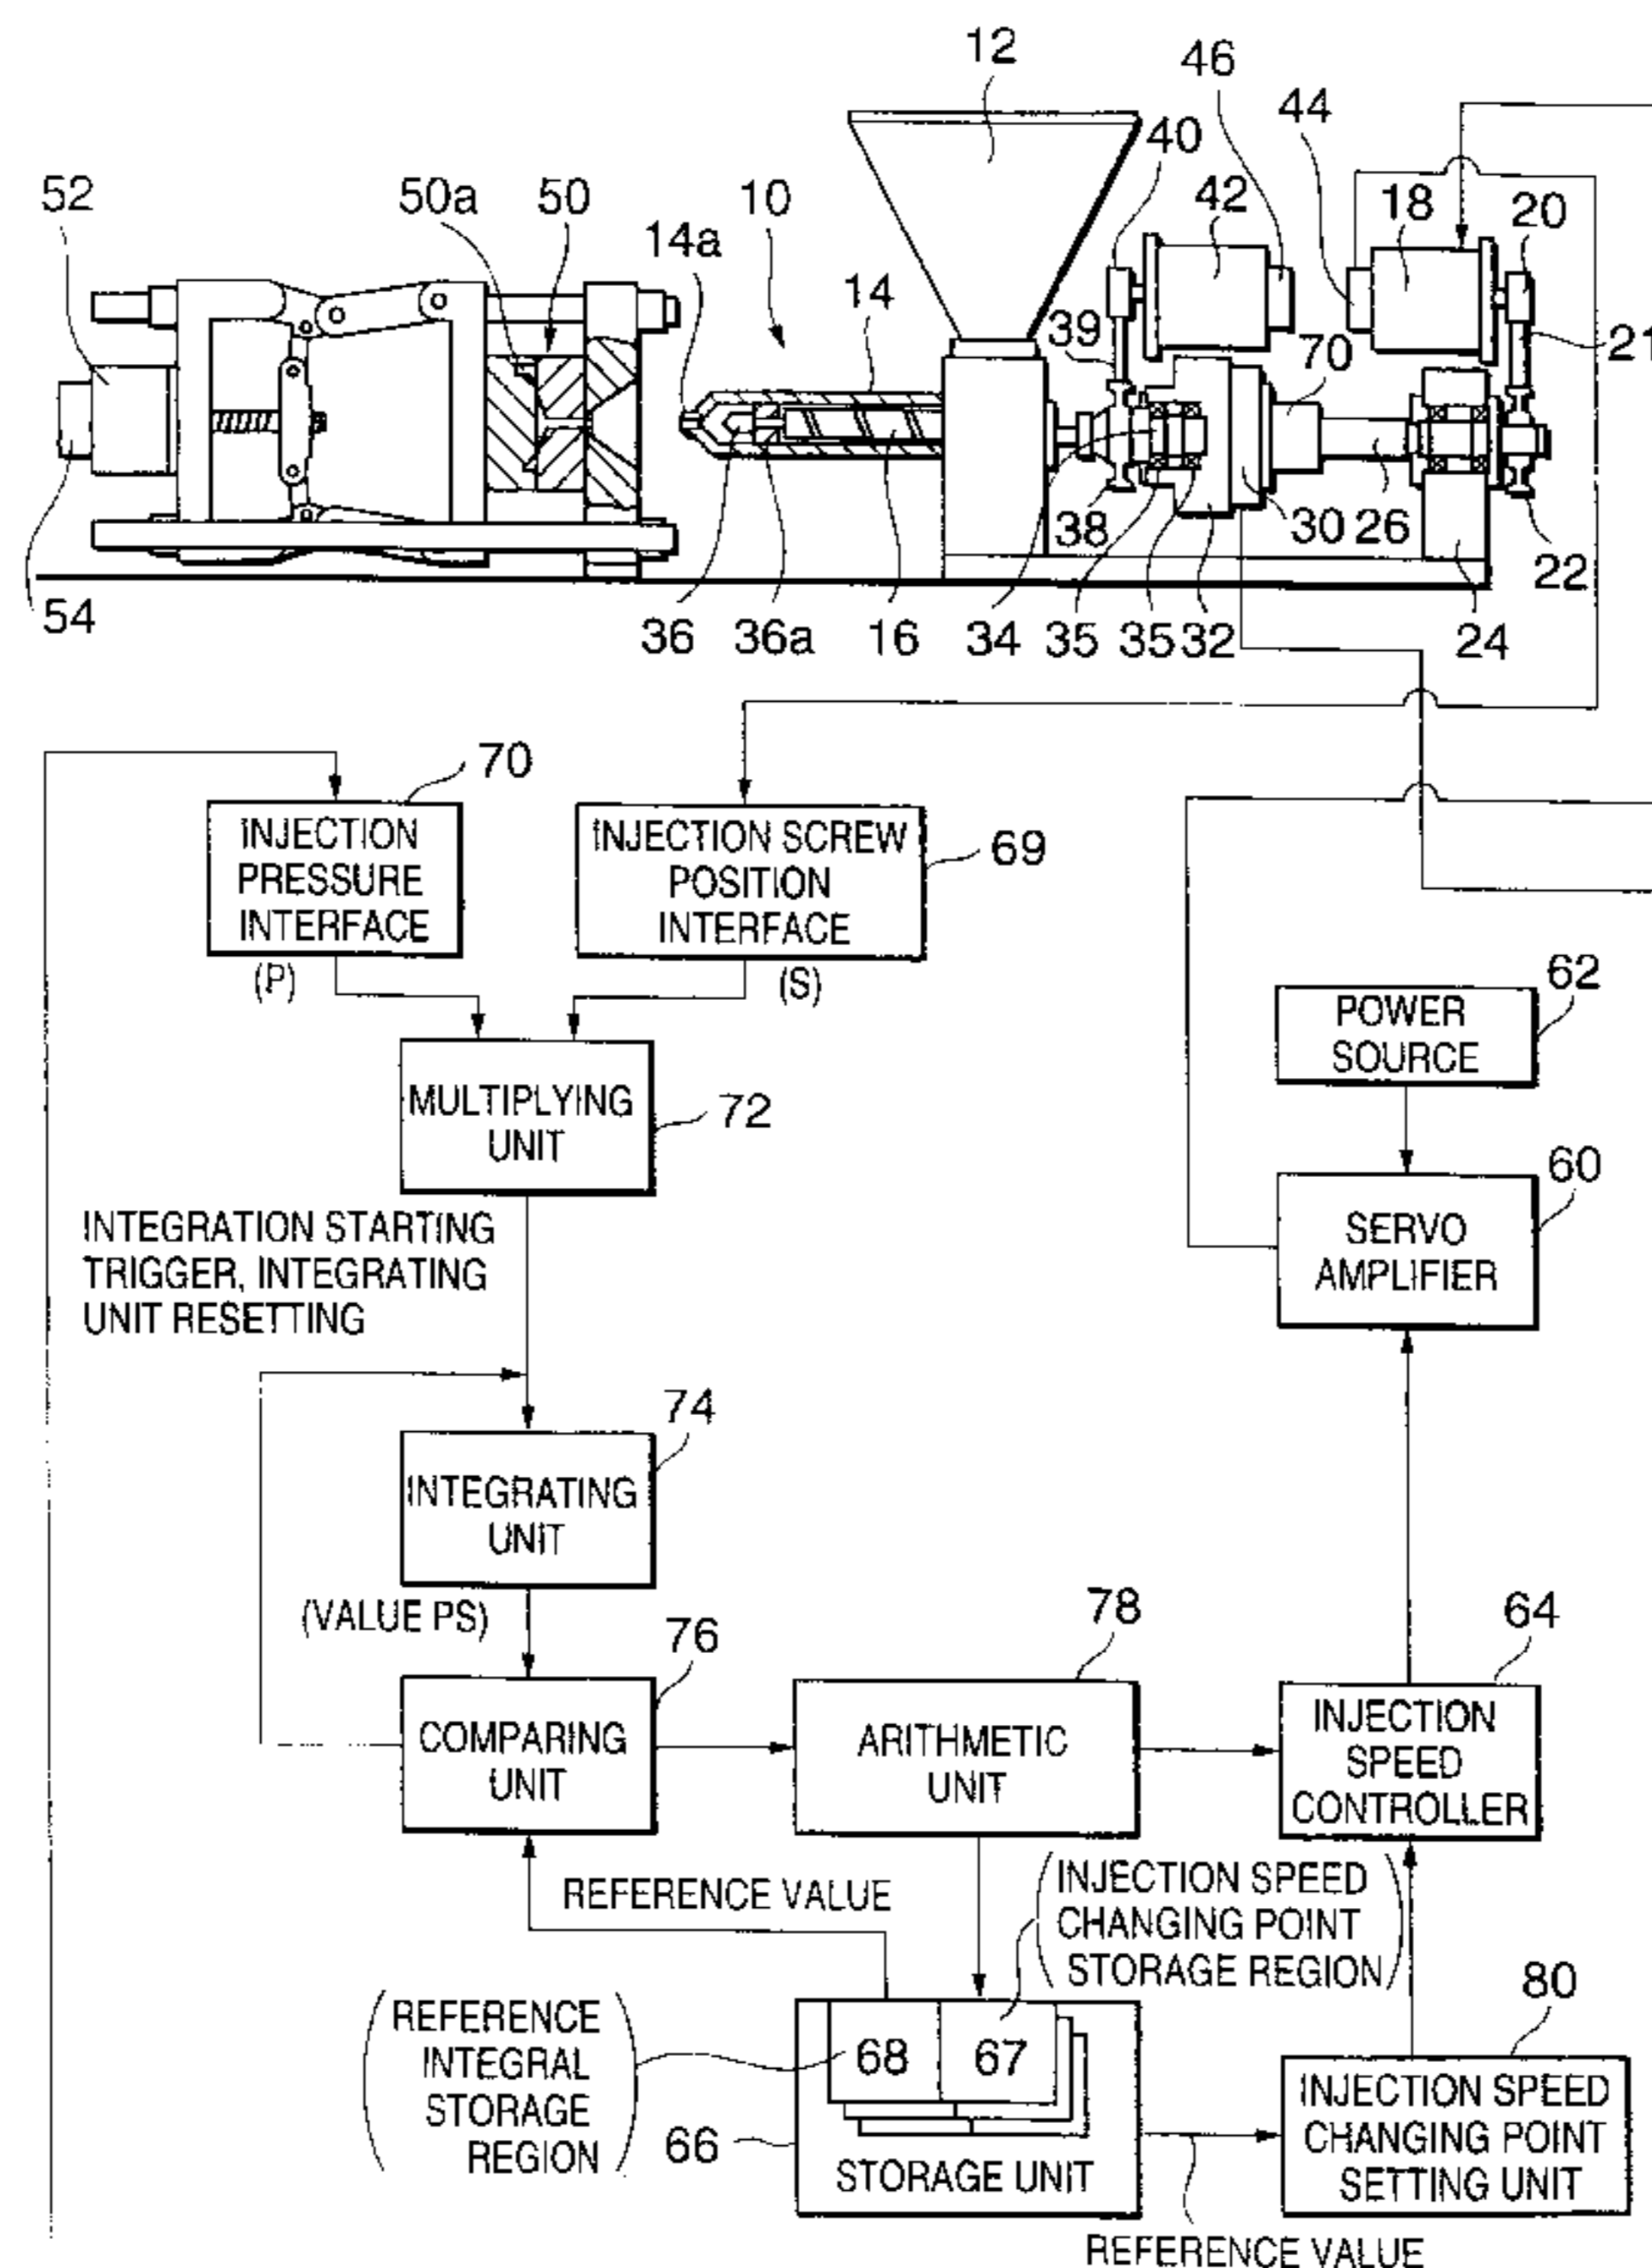 12
46
40
44
52
50a
50
10
42
18
20
14a
14
39
70
21
38
30
26
22
54
36
36a
16
34
35
35
32
24
70
INJECTION
PRESSURE
INTERFACE
(P)
INJECTION SCREW
POSITION
INTERFACE
(S)
69
62
POWER
SOURCE
MULTIPLYING
UNIT
72
60
SERVO
AMPLIFIER
INTEGRATION STARTING
TRIGGER, INTEGRATING
UNIT RESETTING
74
INTEGRATING
UNIT
(VALUE PS)
76
COMPARING
UNIT
78
ARITHMETIC
UNIT
64
INJECTION
SPEED
CONTROLLER
REFERENCE VALUE
(INJECTION SPEED
CHANGING POINT
STORAGE REGION)
(REFERENCE
INTEGRAL
STORAGE
REGION)
68
67
66
STORAGE UNIT
80
INJECTION SPEED
CHANGING POINT
SETTING UNIT
REFERENCE VALUE